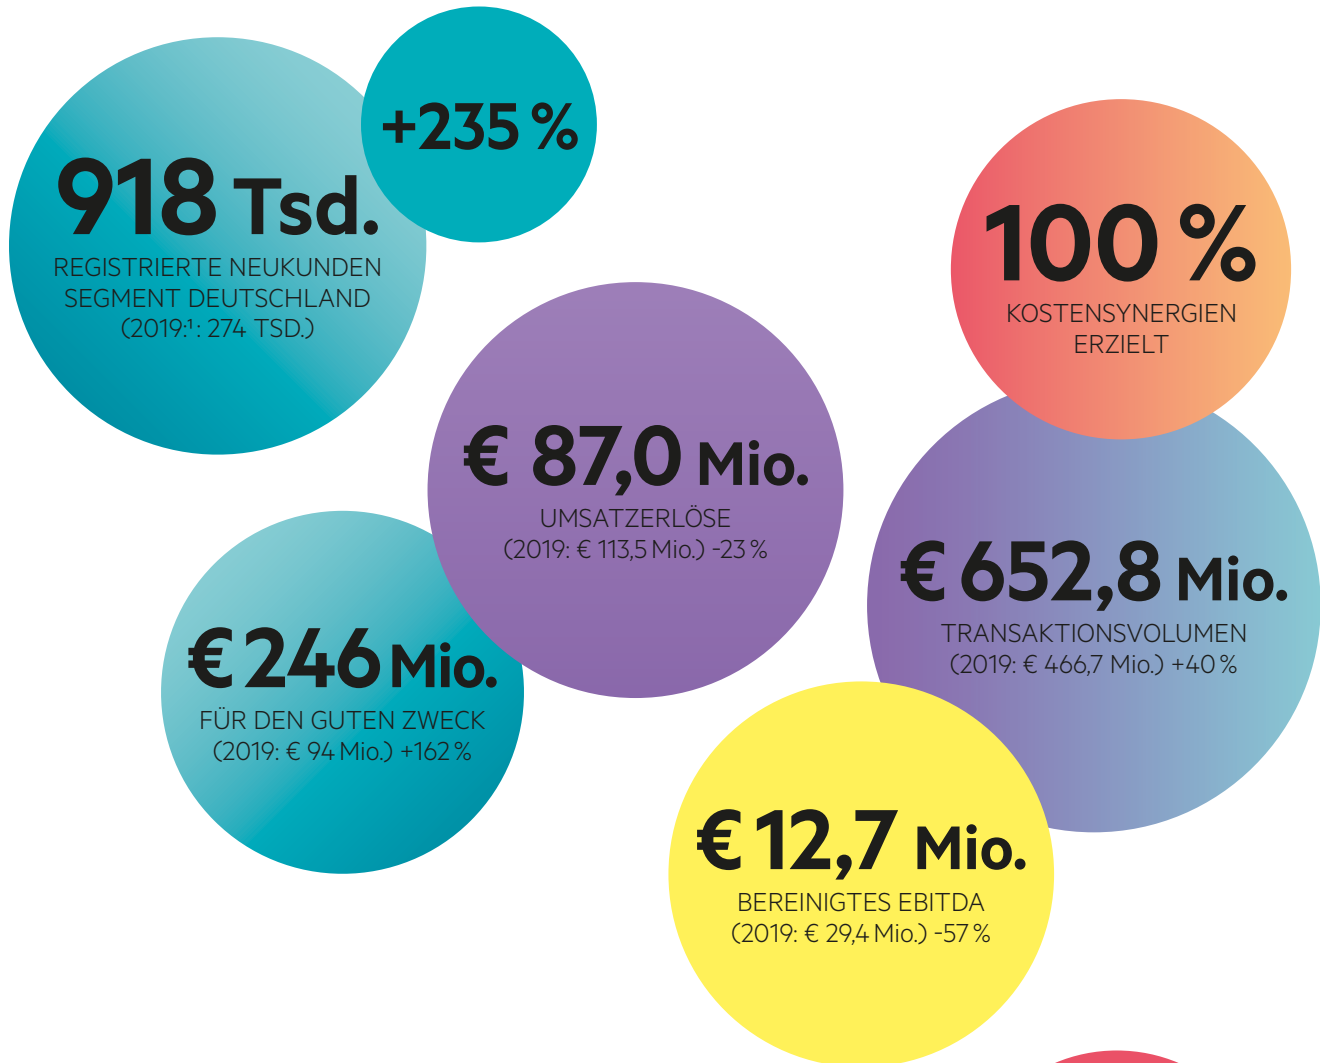 +235 %
918 Tsd.
REGISTRIERTE NEUKUNDEN
SEGMENT DEUTSCHLAND
(2019:¹: 274 TSD.)
100 %
KOSTENSYNERGIEN
ERZIELT
€ 87,0 Mio.
UMSATZERLÖSE
(2019: € 113,5 Mio.) -23 %
€ 652,8 Mio.
TRANSAKTIONSVOLUMEN
(2019: € 466,7 Mio.) +40 %
€ 246 Mio.
FÜR DEN GUTEN ZWECK
(2019: € 94 Mio.) +162 %
€ 12,7 Mio.
BEREINIGTES EBITDA
(2019: € 29,4 Mio.) -57 %